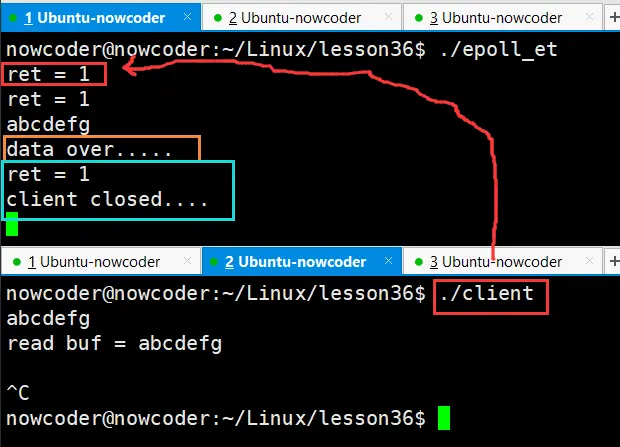 1 Ubuntu-nowcoder × 2 Ubuntu-nowcoder × 3 Ubuntu-nowcoder × +
nowcoder@nowcoder:~/Linux/lesson36$ ./epoll_et
ret = 1
ret = 1
abcdefg
data over.....
ret = 1
client closed....
1 Ubuntu-nowcoder × 2 Ubuntu-nowcoder × 3 Ubuntu-nowcoder × +
nowcoder@nowcoder:~/Linux/lesson36$ ./client
abcdefg
read buf = abcdefg
^C
nowcoder@nowcoder:~/Linux/lesson36$